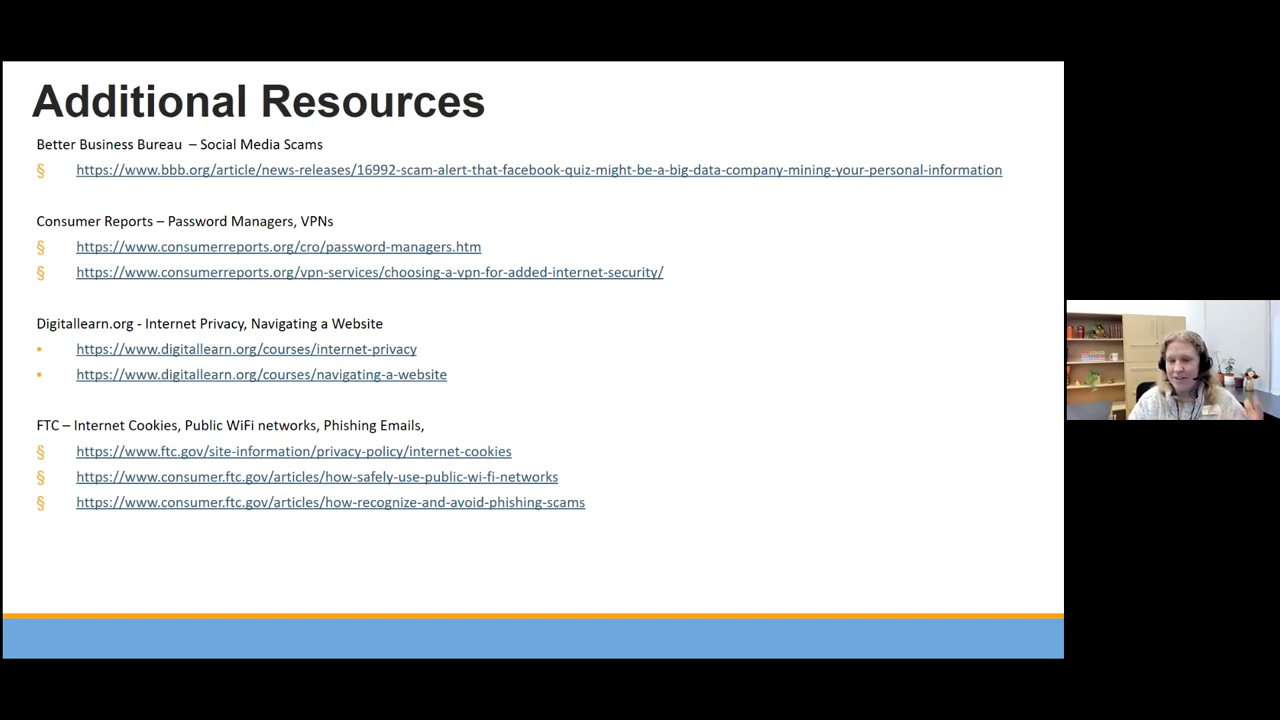 Additional Resources
Better Business Bureau – Social Media Scams
§ https://www.bbb.org/article/news-releases/16992-scam-alert-that-facebook-quiz-might-be-a-big-data-company-mining-your-personal-information
Consumer Reports – Password Managers, VPNs
§ https://www.consumerreports.org/cro/password-managers.htm
§ https://www.consumerreports.org/vpn-services/choosing-a-vpn-for-added-internet-security/
Digitallearn.org - Internet Privacy, Navigating a Website
▪ https://www.digitallearn.org/courses/internet-privacy
▪ https://www.digitallearn.org/courses/navigating-a-website
FTC – Internet Cookies, Public WiFi networks, Phishing Emails,
§ https://www.ftc.gov/site-information/privacy-policy/internet-cookies
§ https://www.consumer.ftc.gov/articles/how-safely-use-public-wi-fi-networks
§ https://www.consumer.ftc.gov/articles/how-recognize-and-avoid-phishing-scams